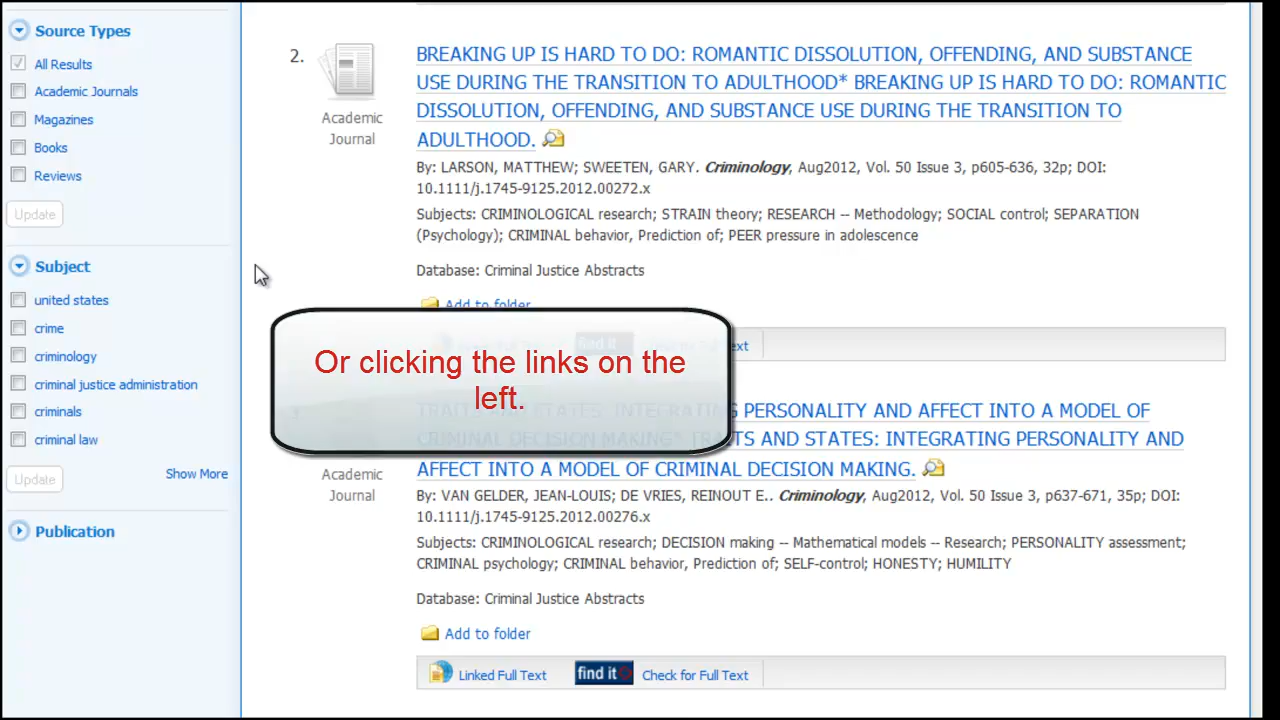 Source Types
All Results
Academic Journals
Magazines
Books
Reviews
Update
Subject
united states
crime
criminology
criminal justice administration
criminals
criminal law
Update
Show More
Publication
2.
Academic
Journal
BREAKING UP IS HARD TO DO: ROMANTIC DISSOLUTION, OFFENDING, AND SUBSTANCE
USE DURING THE TRANSITION TO ADULTHOOD* BREAKING UP IS HARD TO DO: ROMANTIC
DISSOLUTION, OFFENDING, AND SUBSTANCE USE DURING THE TRANSITION TO
ADULTHOOD.
By: LARSON, MATTHEW; SWEETEN, GARY. Criminology, Aug2012, Vol. 50 Issue 3, p605-636, 32p; DOI:
10.1111/j.1745-9125.2012.00272.x
Subjects: CRIMINOLOGICAL research; STRAIN theory; RESEARCH -- Methodology; SOCIAL control; SEPARATION
(Psychology); CRIMINAL behavior, Prediction of; PEER pressure in adolescence
Database: Criminal Justice Abstracts
Add to folder
find it
Or clicking the links on the
left.
TRAITS AND STATES: INTEGRATING PERSONALITY AND AFFECT INTO A MODEL OF
CRIMINAL DECISION MAKING* TRAITS AND STATES: INTEGRATING PERSONALITY AND
AFFECT INTO A MODEL OF CRIMINAL DECISION MAKING.
Academic
Journal
By: VAN GELDER, JEAN-LOUIS; DE VRIES, REINOUT E.. Criminology, Aug2012, Vol. 50 Issue 3, p637-671, 35p; DOI:
10.1111/j.1745-9125.2012.00276.x
Subjects: CRIMINOLOGICAL research; DECISION making -- Mathematical models -- Research; PERSONALITY assessment;
CRIMINAL psychology; CRIMINAL behavior, Prediction of; SELF-control; HONESTY; HUMILITY
Database: Criminal Justice Abstracts
Add to folder
Linked Full Text find it Check for Full Text